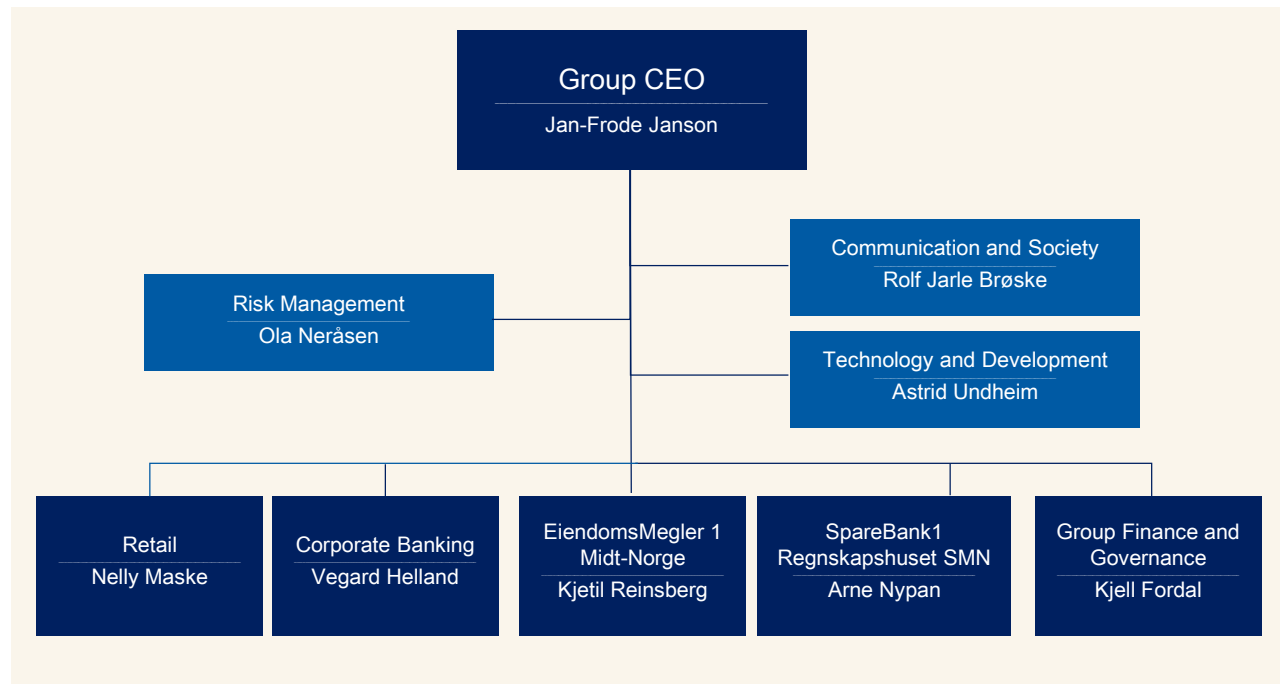 Group CEO
Jan-Frode Janson
Communication and Society
Rolf Jarle Brøske
Risk Management
Ola Neråsen
Technology and Development
Astrid Undheim
Retail
Nelly Maske
Corporate Banking
Vegard Helland
EiendomsMegler 1
Midt-Norge
Kjetil Reinsberg
SpareBank1
Regnskapshuset SMN
Arne Nypan
Group Finance and
Governance
Kjell Fordal